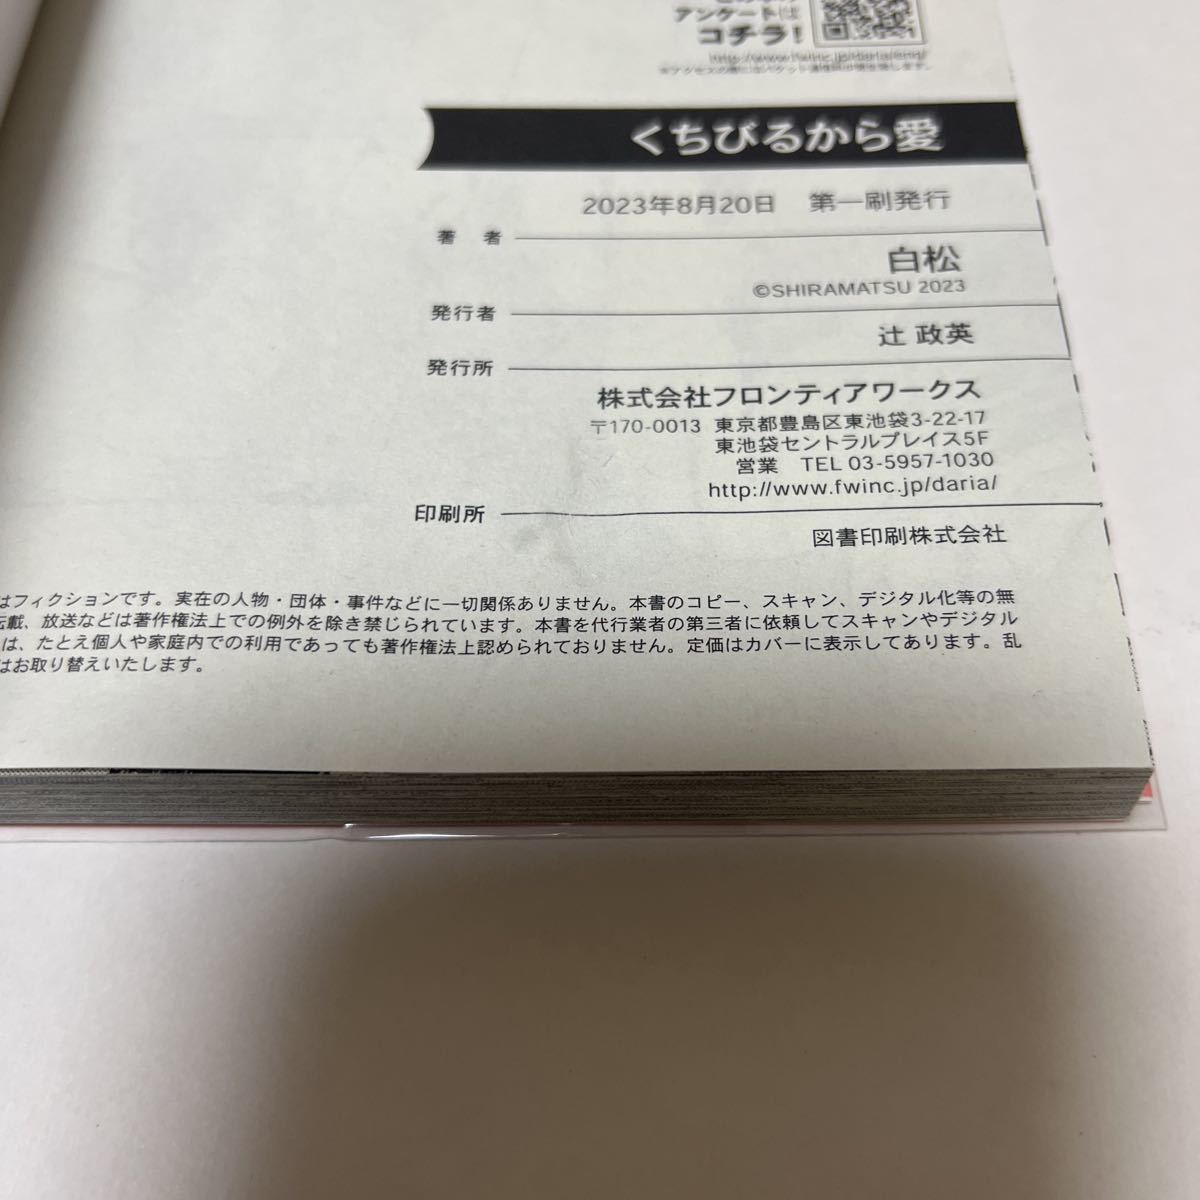 アンケートは
コチラ!
http://www.fwinc.jp/daria/enq/
くちびるから愛
2023年8月20日 第一刷発行
著 者
白松
©SHIRAMATSU 2023
発行者
辻 政英
発行所
株式会社フロンティアワークス
〒170-0013 東京都豊島区東池袋3-22-17
東池袋セントラルプレイス5F
営業 TEL 03-5957-1030
http://www.fwinc.jp/daria/
印刷所
図書印刷株式会社
はフィクションです。実在の人物・団体・事件などに一切関係ありません。本書のコピー、スキャン、デジタル化等の無
転載、放送などは著作権法上での例外を除き禁じられています。本書を代行業者の第三者に依頼してスキャンやデジタル
は、たとえ個人や家庭内での利用であっても著作権法上認められておりません。定価はカバーに表示してあります。乱
はお取り替えいたします。